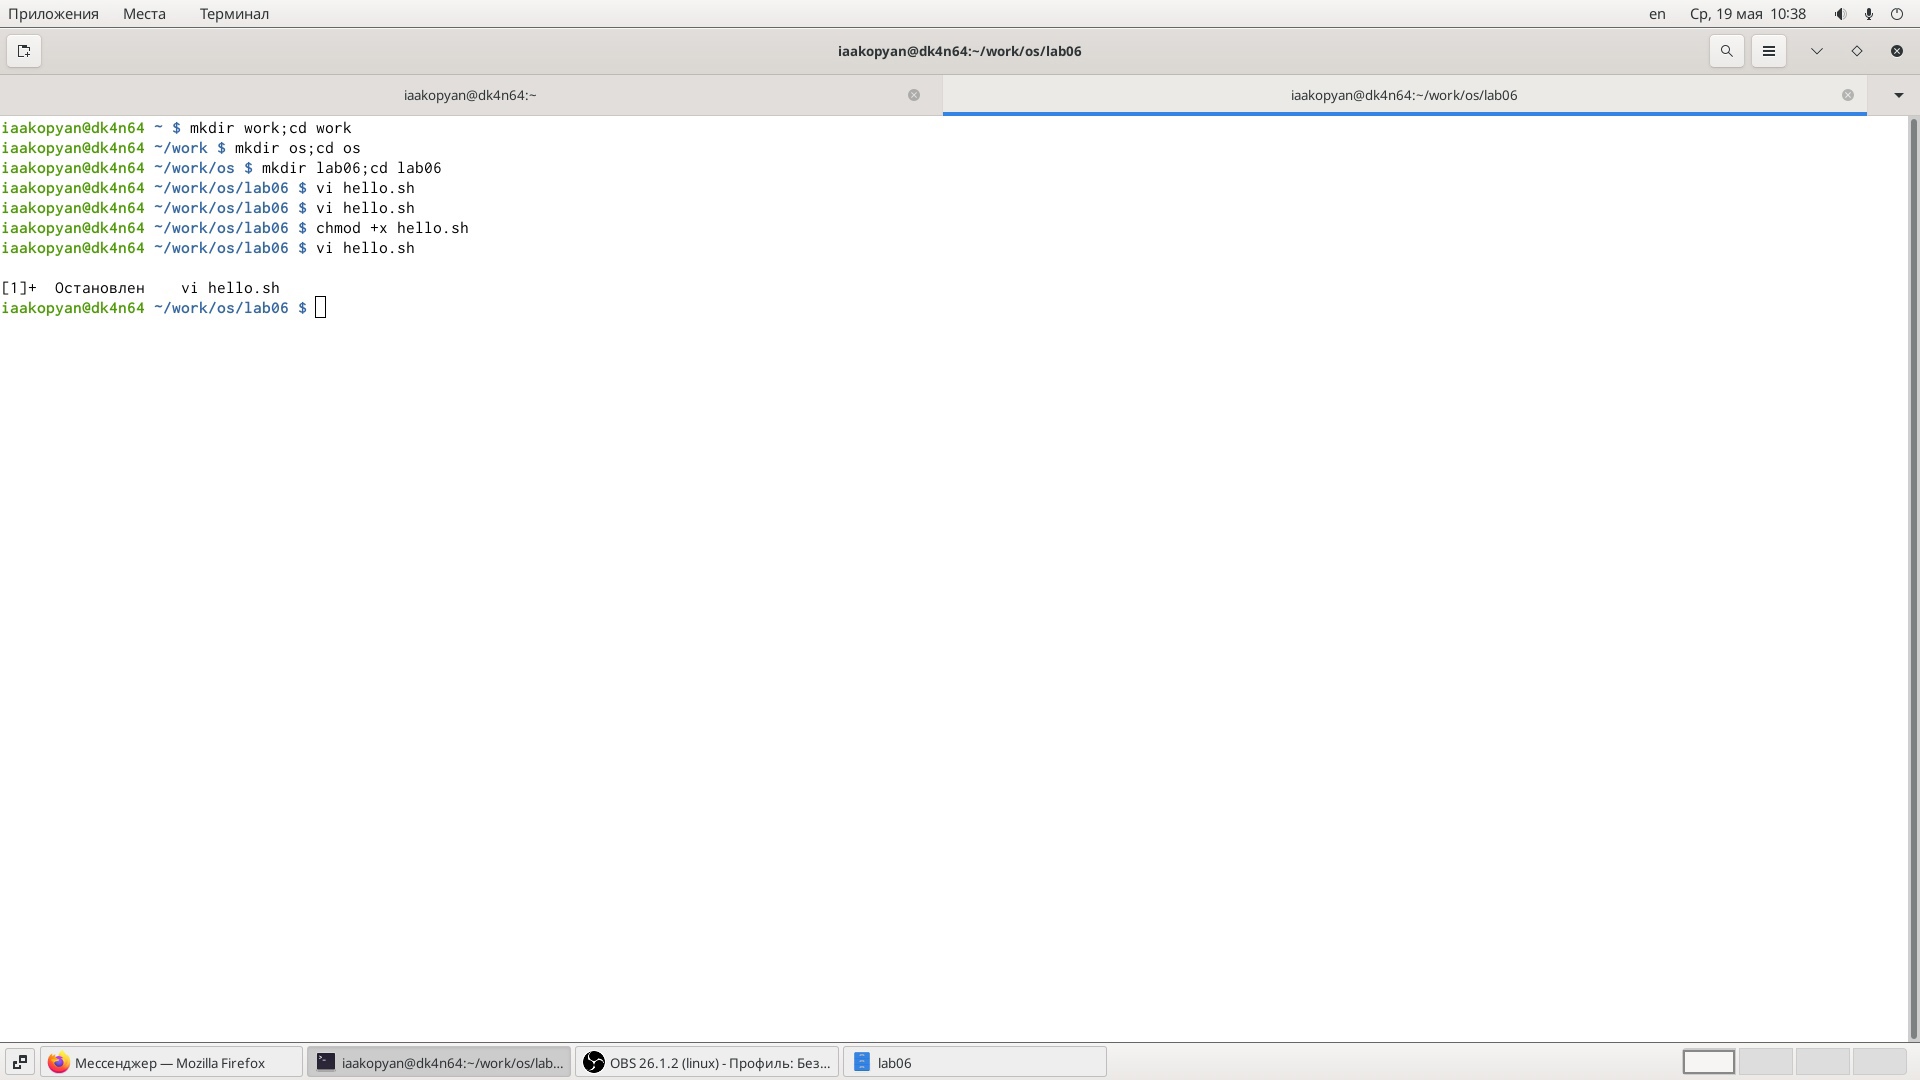 Приложения Места Терминал en Ср, 19 мая 10:38
iaakopyan@dk4n64:~/work/os/lab06
iaakopyan@dk4n64:~ iaakopyan@dk4n64:~/work/os/lab06
iaakopyan@dk4n64 ~ $ mkdir work;cd work
iaakopyan@dk4n64 ~/work $ mkdir os;cd os
iaakopyan@dk4n64 ~/work/os $ mkdir lab06;cd lab06
iaakopyan@dk4n64 ~/work/os/lab06 $ vi hello.sh
iaakopyan@dk4n64 ~/work/os/lab06 $ vi hello.sh
iaakopyan@dk4n64 ~/work/os/lab06 $ chmod +x hello.sh
iaakopyan@dk4n64 ~/work/os/lab06 $ vi hello.sh
[1]+  Остановлен    vi hello.sh
iaakopyan@dk4n64 ~/work/os/lab06 $
Мессенджер — Mozilla Firefox iaakopyan@dk4n64:~/work/os/lab... OBS 26.1.2 (linux) - Профиль: Без... lab06